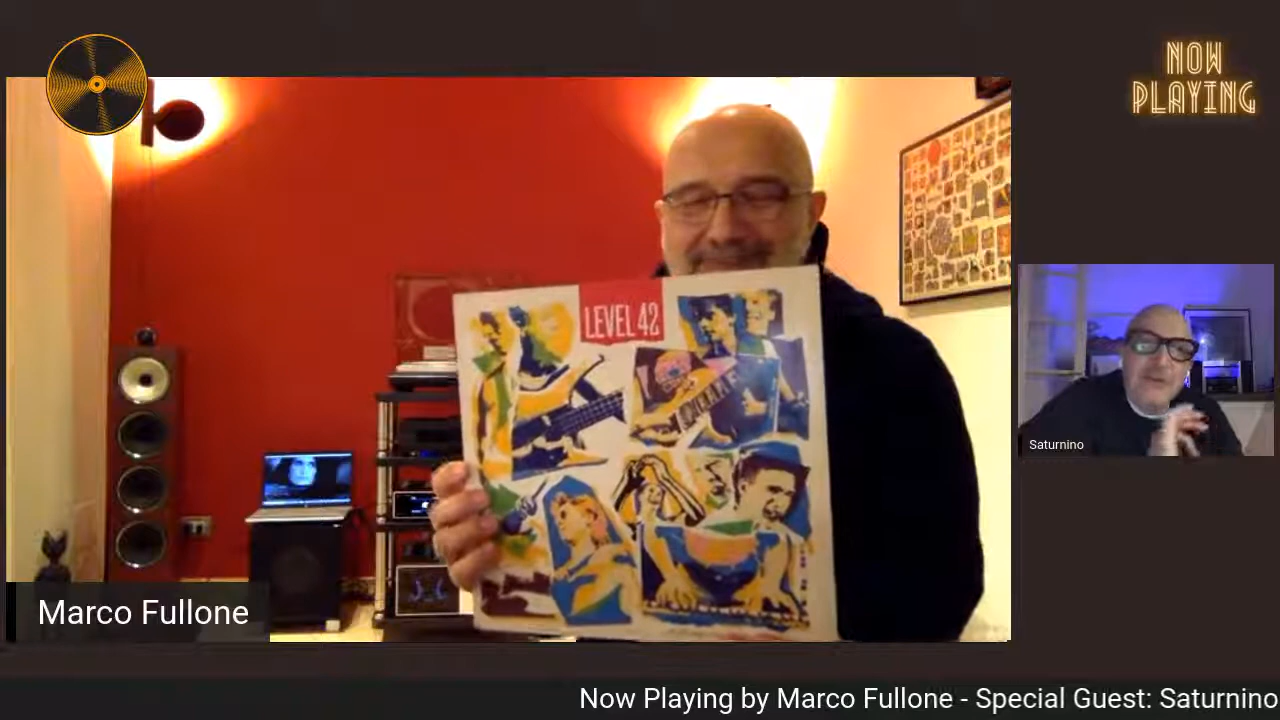 NOW
PLAYING
LEVEL 42
Saturnino
Marco Fullone
Now Playing by Marco Fullone - Special Guest: Saturnino